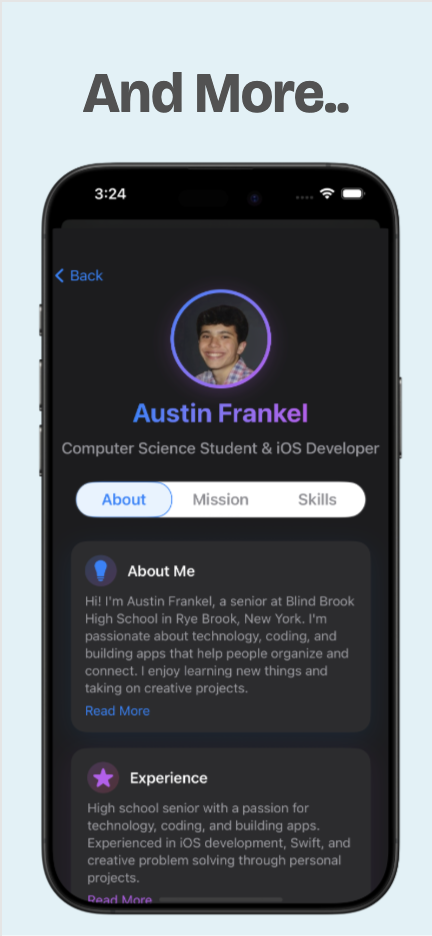 And More..
3:24
Back
Austin Frankel
Computer Science Student & iOS Developer
About
Mission
Skills
About Me
Hi! I'm Austin Frankel, a senior at Blind Brook
High School in Rye Brook, New York. I'm
passionate about technology, coding, and
building apps that help people organize and
connect. I enjoy learning new things and
taking on creative projects.
Read More
Experience
High school senior with a passion for
technology, coding, and building apps.
Experienced in iOS development, Swift, and
creative problem solving through personal
projects.
Read More